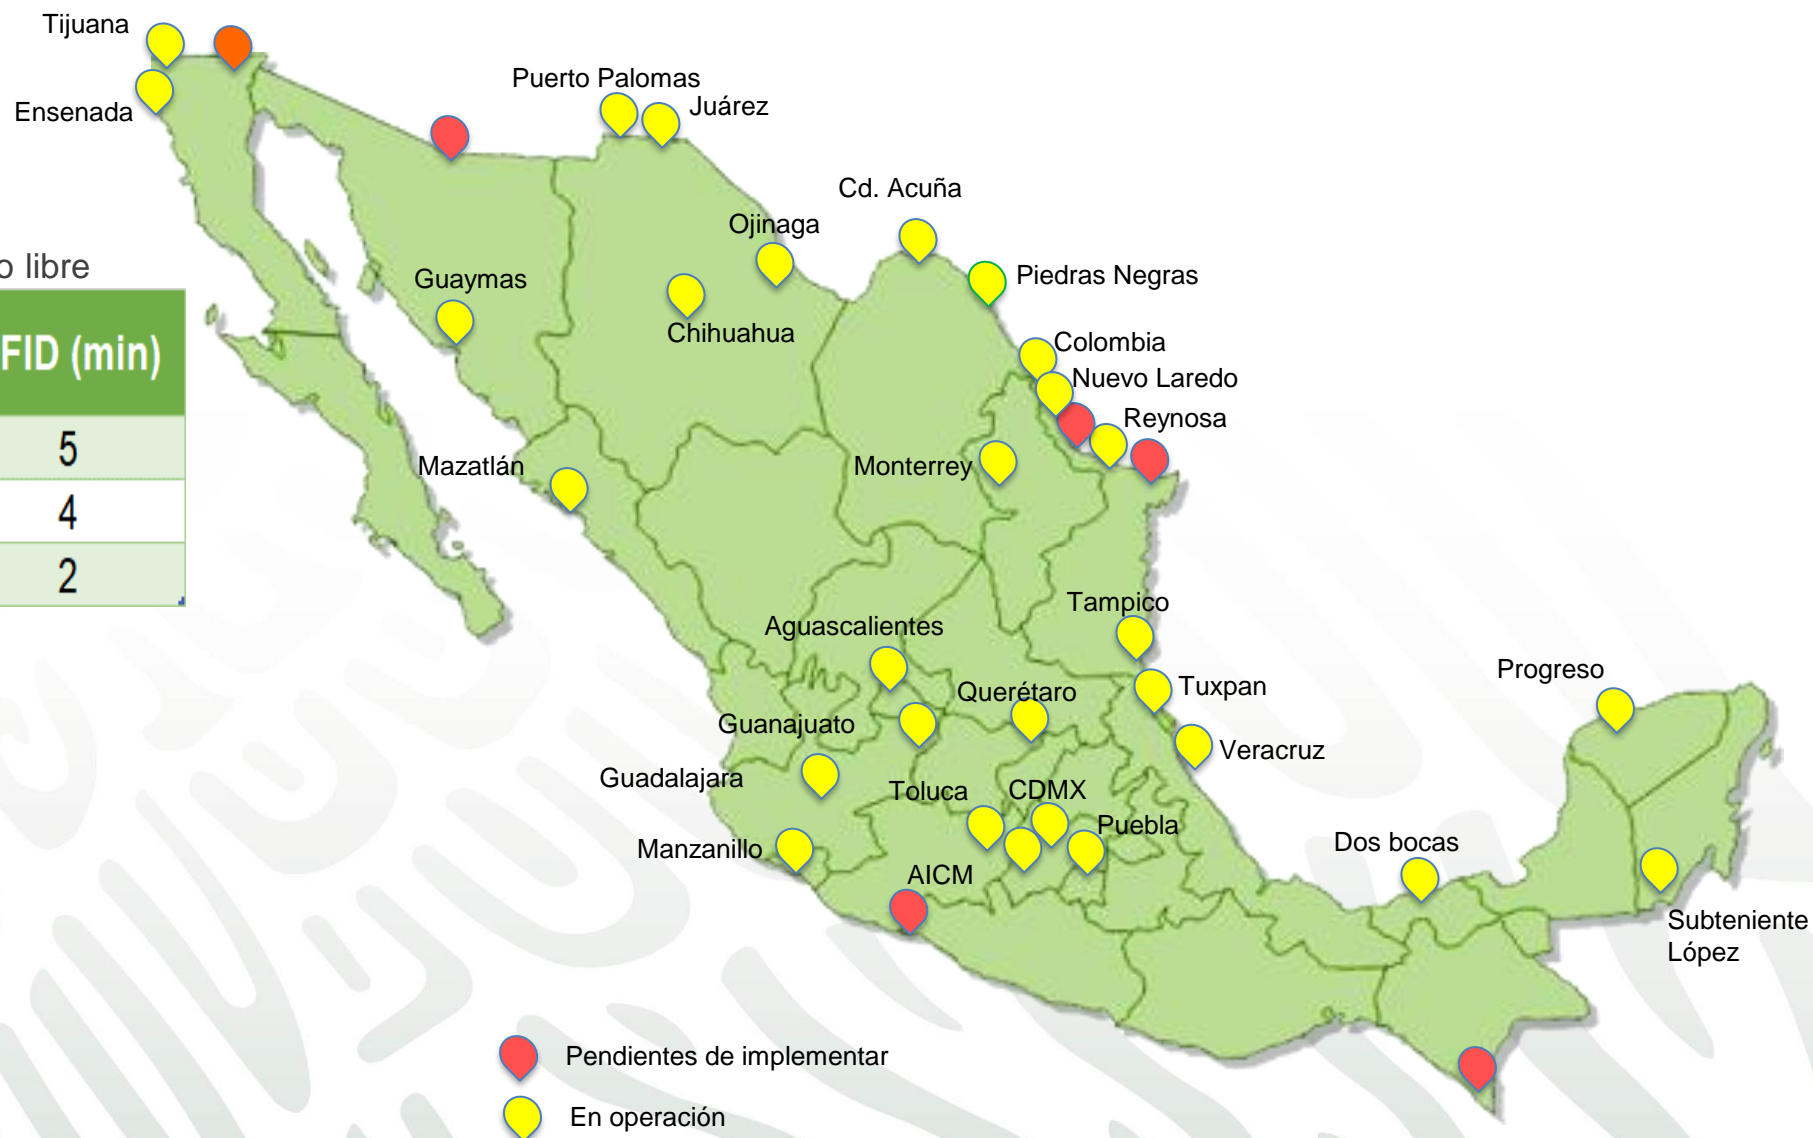 Tijuana
Puerto Palomas
Juárez
Ensenada
Cd. Acuña
Ojinaga
o libre
Guaymas
Piedras Negras
Chihuahua
Colombia
FID (min)
Nuevo Laredo
Reynosa
5
Mazatlán
Monterrey
4
2
Tampico
Aguascalientes
Progreso
Querétaro
Tuxpan
Guanajuato
Veracruz
Guadalajara
Toluca
CDMX
Puebla
Dos bocas
Manzanillo
AICM
Subteniente
López
Pendientes de implementar
En operación